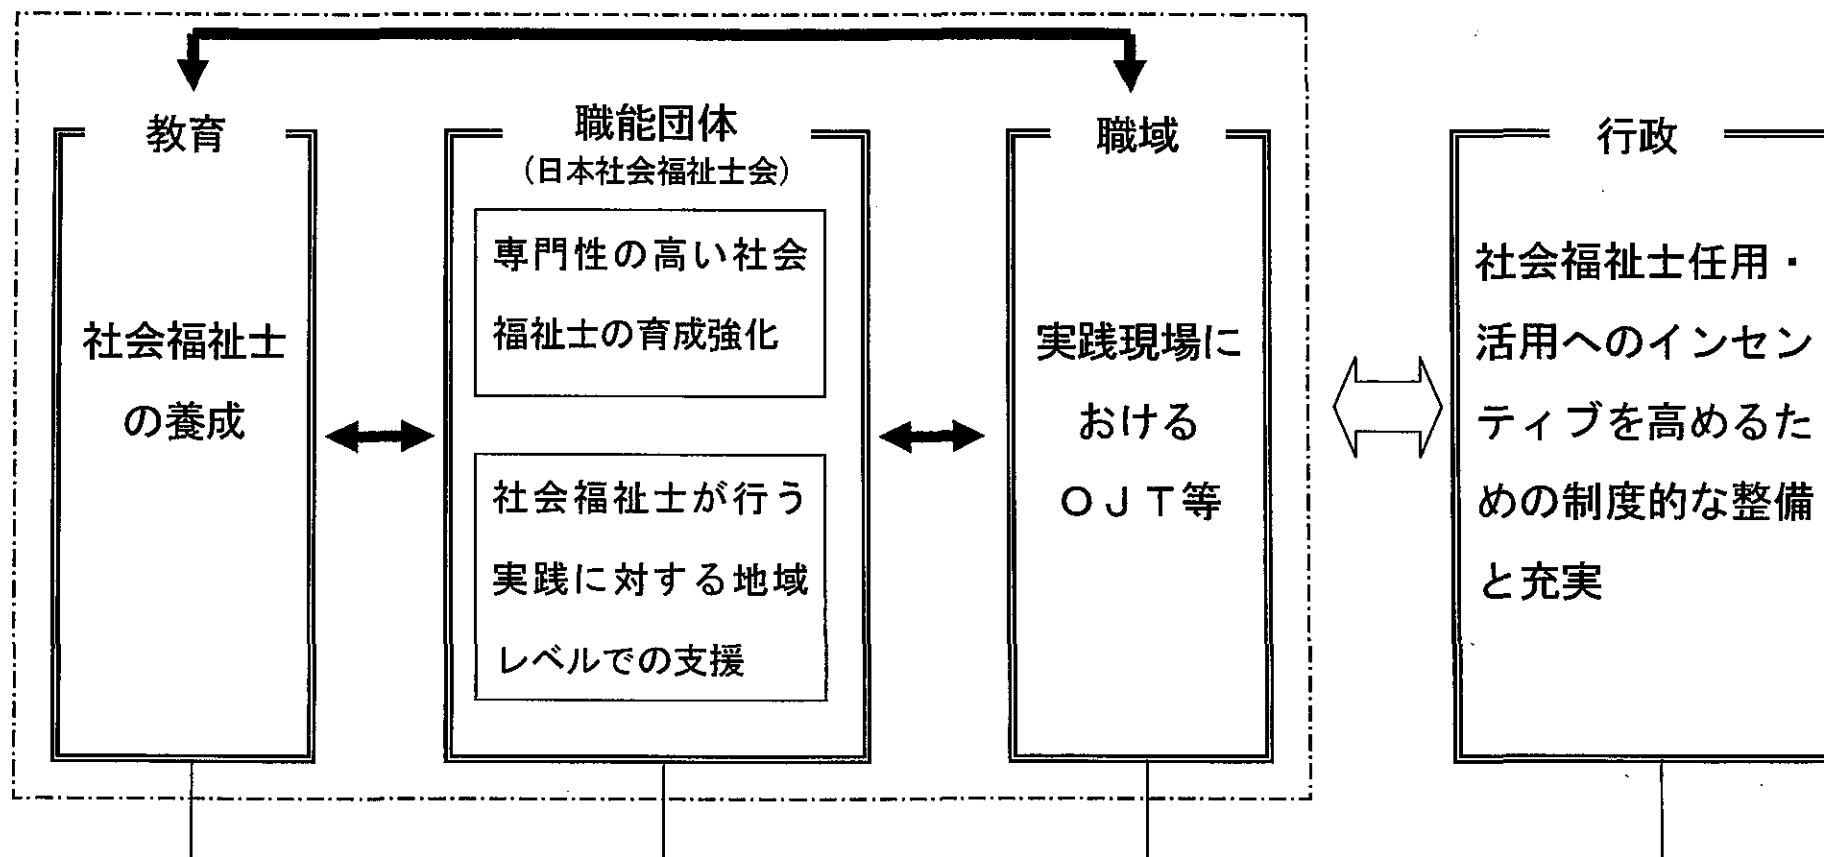 教育
社会福祉士
の養成
職能団体
（日本社会福祉士会）
専門性の高い社会
福祉士の育成強化
社会福祉士が行う
実践に対する地域
レベルでの支援
職域
実践現場に
おける
ＯＪＴ等
行政
社会福祉士任用・
活用へのインセン
ティブを高めるた
めの制度的な整備
と充実